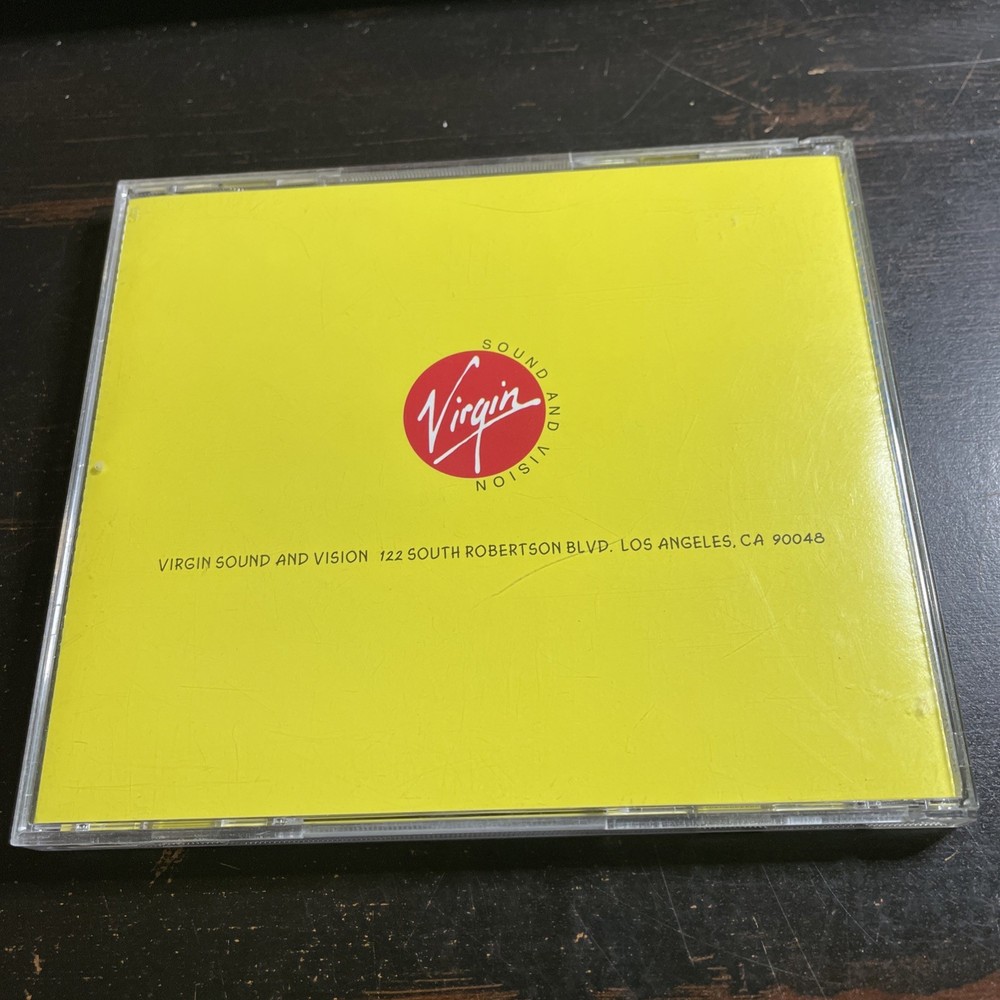 SOUND AND VISION
Virgin
VIRGIN SOUND AND VISION 122 SOUTH ROBERTSON BLVD. LOS ANGELES, CA 90048